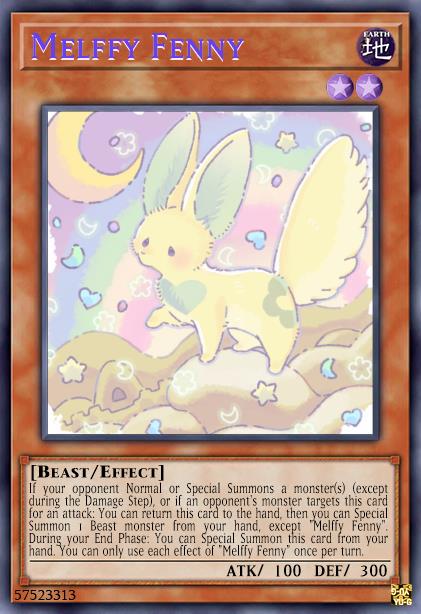 Melffy Fenny
EARTH
地
[Beast/Effect]
If your opponent Normal or Special Summons a monster(s) (except
during the Damage Step), or if an opponent's monster targets this card
for an attack: You can return this card to the hand, then you can Special
Summon 1 Beast monster from your hand, except "Melffy Fenny".
During your End Phase: You can Special Summon this card from your
hand. You can only use each effect of "Melffy Fenny" once per turn.
ATK/ 100 DEF/ 300
57523313